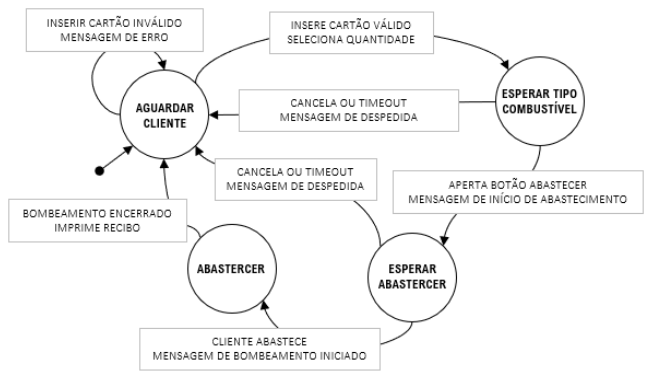 INSERIR CARTÃO INVÁLIDO
MENSAGEM DE ERRO
INSERE CARTÃO VÁLIDO
SELECIONA QUANTIDADE
AGUARDAR
CLIENTE
CANCELA OU TIMEOUT
MENSAGEM DE DESPEDIDA
ESPERAR TIPO
COMBUSTÍVEL
CANCELA OU TIMEOUT
MENSAGEM DE DESPEDIDA
APERTA BOTÃO ABASTECER
MENSAGEM DE INÍCIO DE ABASTECIMENTO
BOMBEAMENTO ENCERRADO
IMPRIME RECIBO
ABASTERCER
ESPERAR
ABASTERCER
CLIENTE ABASTECE
MENSAGEM DE BOMBEAMENTO INICIADO